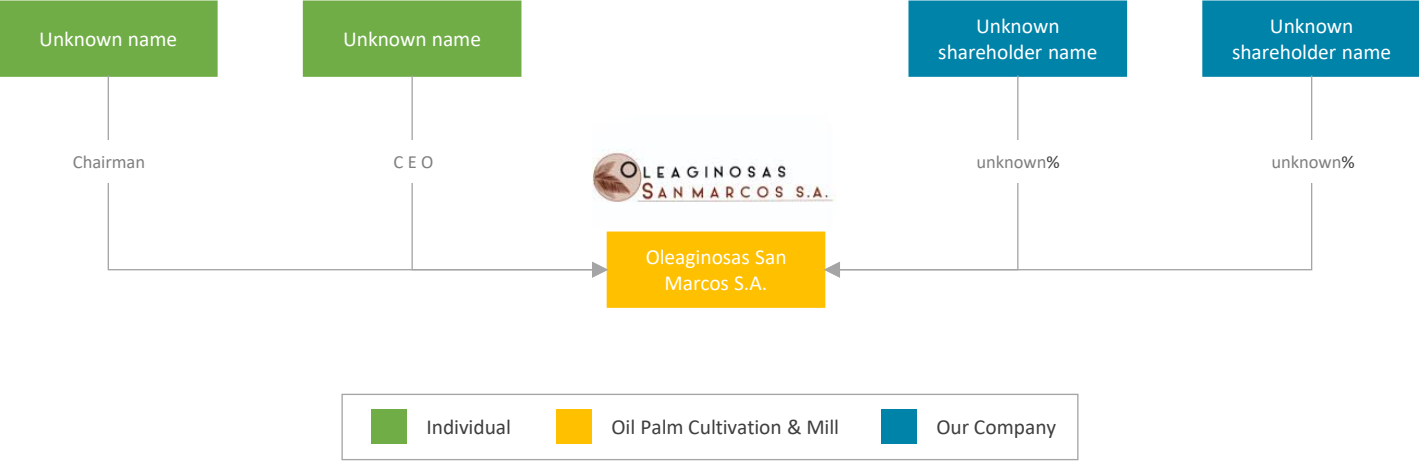 Unknown name
Unknown name
Unknown
shareholder name
Unknown
shareholder name
Chairman
C E O
unknown%
unknown%
OLEAGINOSAS
SAN MARCOS S.A.
Oleaginosas San
Marcos S.A.
Individual
Oil Palm Cultivation & Mill
Our Company